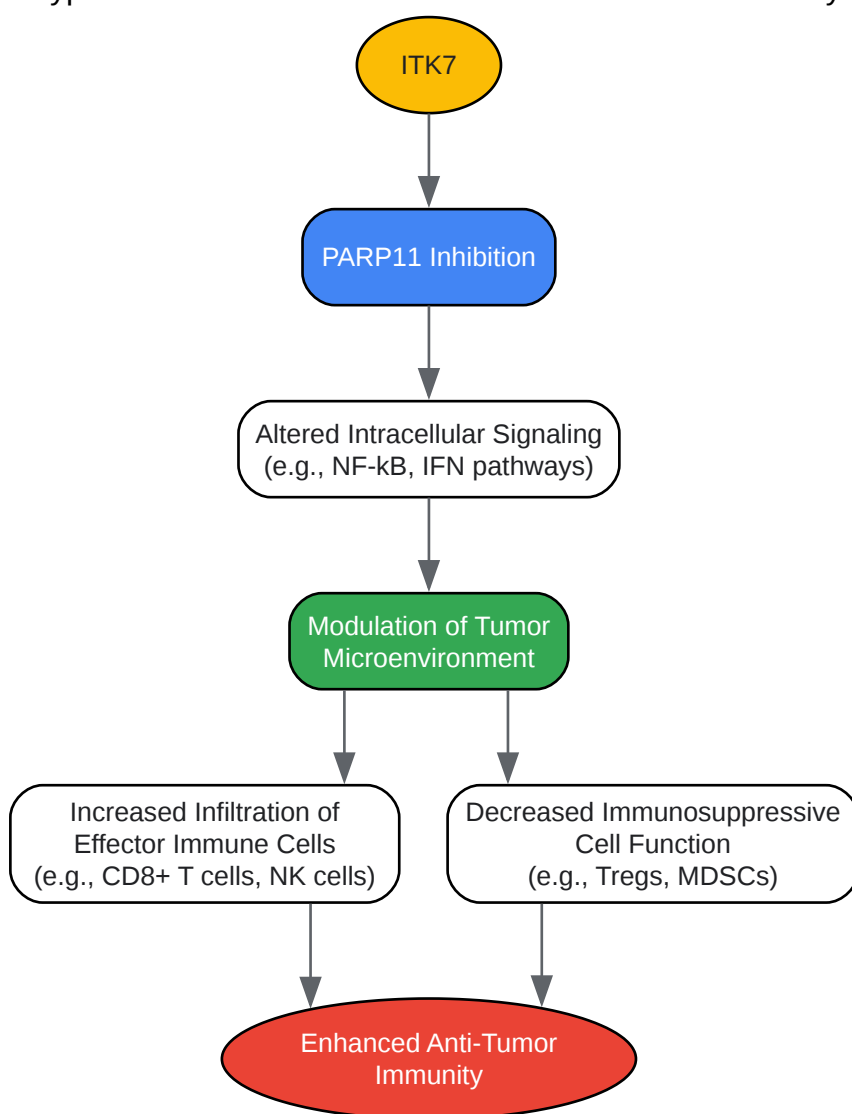 ITK7
PARP11 Inhibition
Altered Intracellular Signaling
(e.g., NF-kB, IFN pathways)
Modulation of Tumor
Microenvironment
Increased Infiltration of
Effector Immune Cells
(e.g., CD8+ T cells, NK cells)
Decreased Immunosuppressive
Cell Function
(e.g., Tregs, MDSCs)
Enhanced Anti-Tumor
Immunity